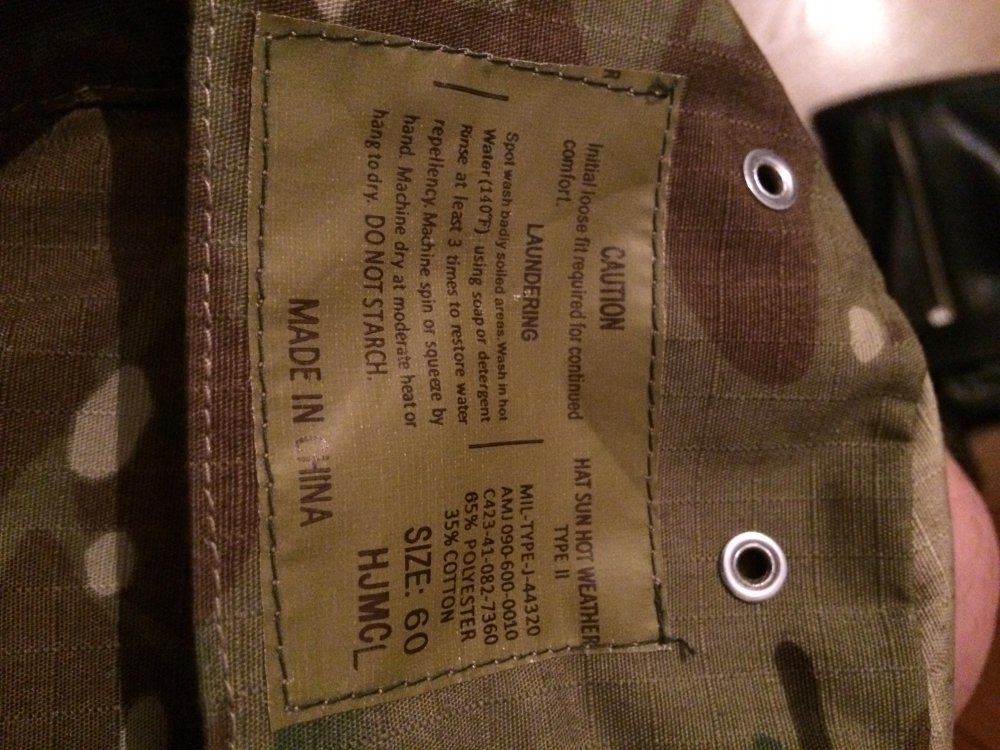 R
CAUTION
Initial loose fit required for continued
comfort.
LAUNDERING
Spot wash badly soiled areas. Wash in hot
Water (140°F) using soap or detergent
Rinse at least 3 times to restore water
repellency. Machine spin or squeeze by
hand. Machine dry at moderate heat or
hang to dry. DO NOT STARCH.
MADE IN CHINA
HAT SUN HOT WEATHER
TYPE II
MIL-TYPE-J-44320
AMJ 090-600-0010
C423-41-082-7360
65% POLYESTER
35% COTTON
SIZE: 60
HJMCL